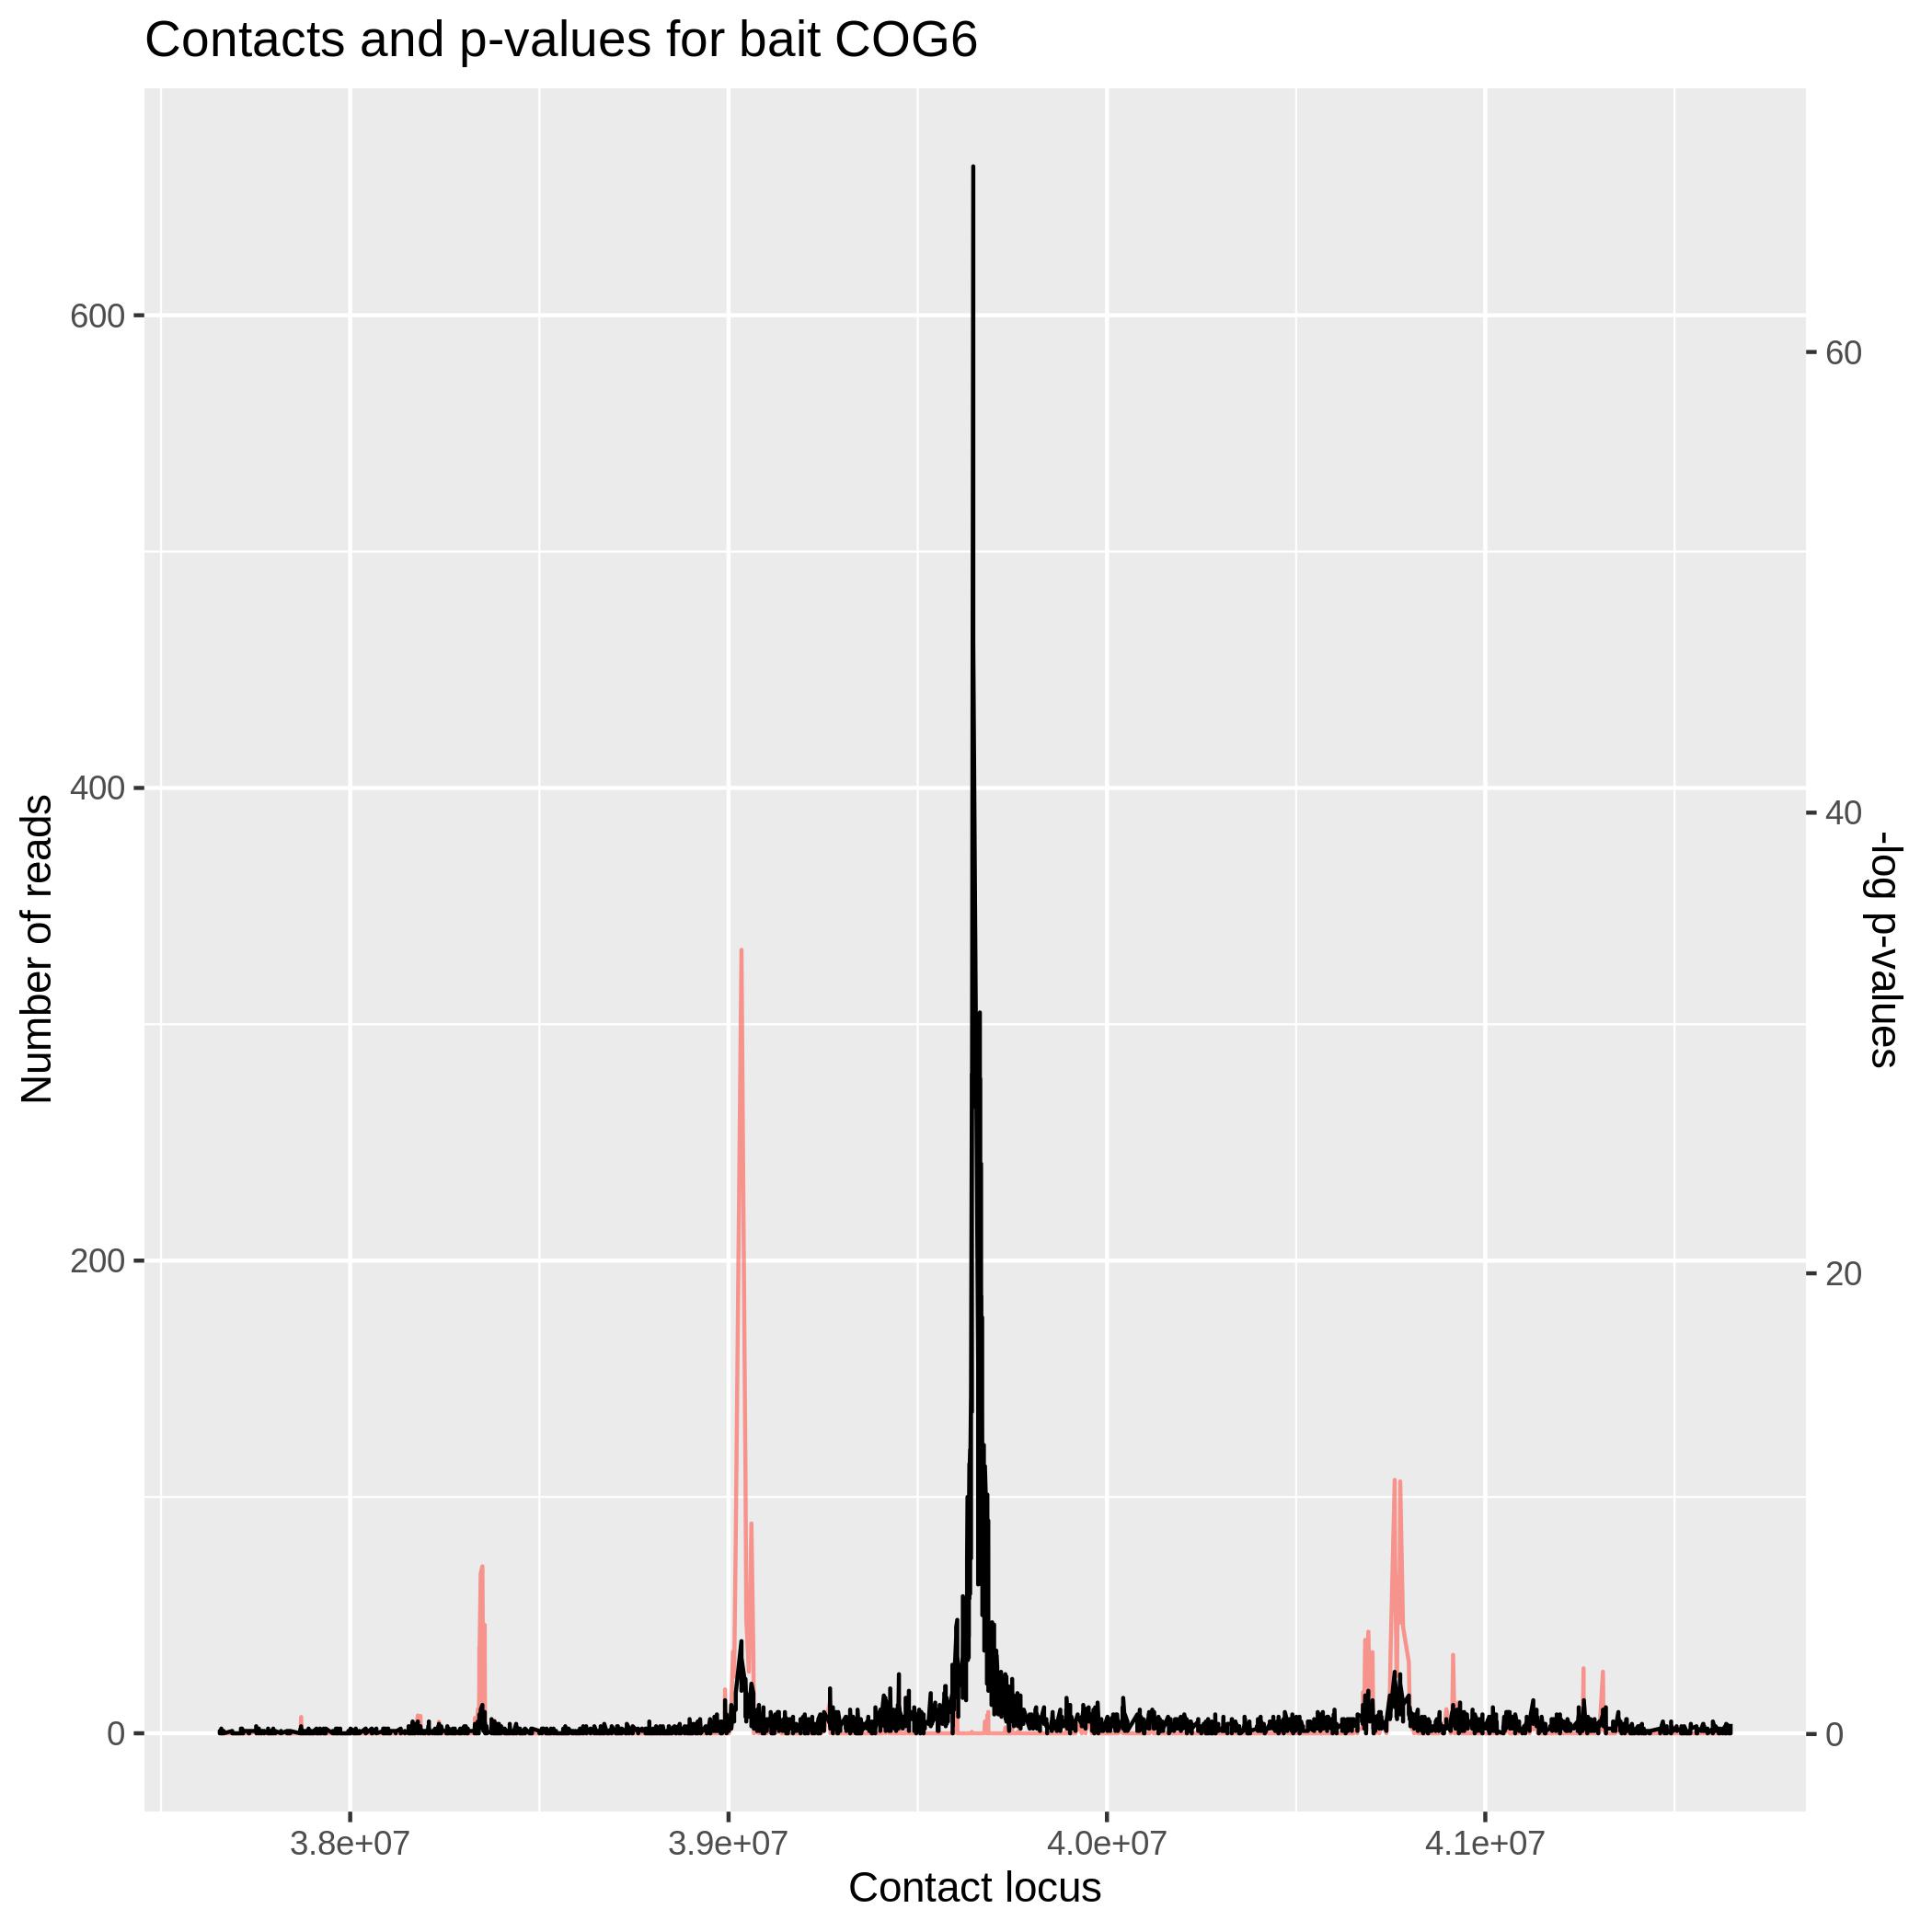 Contacts and p-values for bait COG6
Number of reads
600
400
200
0
60
40
20
0
-log p-values
3.8e+07 3.9e+07 4.0e+07 4.1e+07
Contact locus